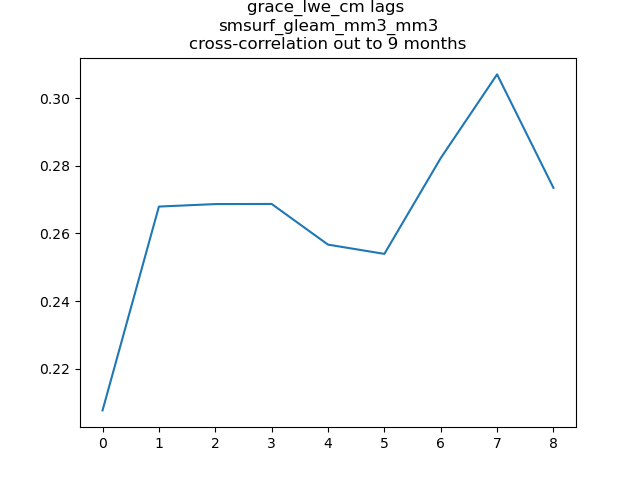 grace_lwe_cm lags
smsurf_gleam_mm3_mm3
cross-correlation out to 9 months
0.30
0.28
0.26
0.24
0.22
0 1 2 3 4 5 6 7 8